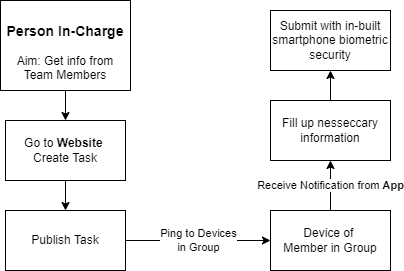 Person In-Charge
Aim: Get info from
Team Members
Go to Website
Create Task
Publish Task
Ping to Devices
in Group
Device of
Member in Group
Receive Notification from App
Fill up nesseccary
information
Submit with in-built
smartphone biometric
security